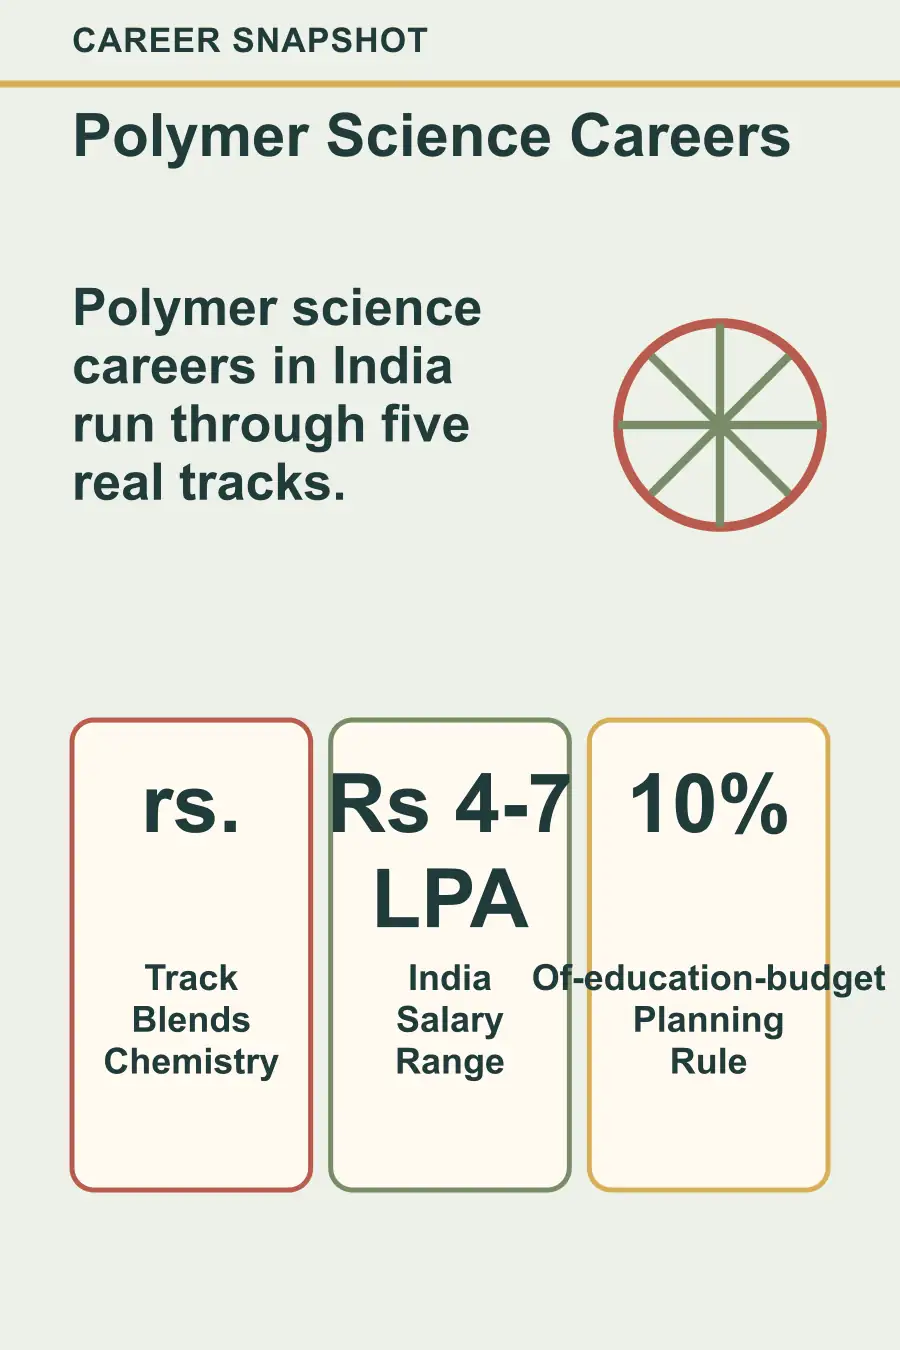 CAREER SNAPSHOT
Polymer Science Careers
Polymer science
careers in India
run through five
real tracks.
rs.
Track
Blends
Chemistry
Rs 4-7
LPA
India
Salary
Range
10%
Of-education-budget
Planning
Rule